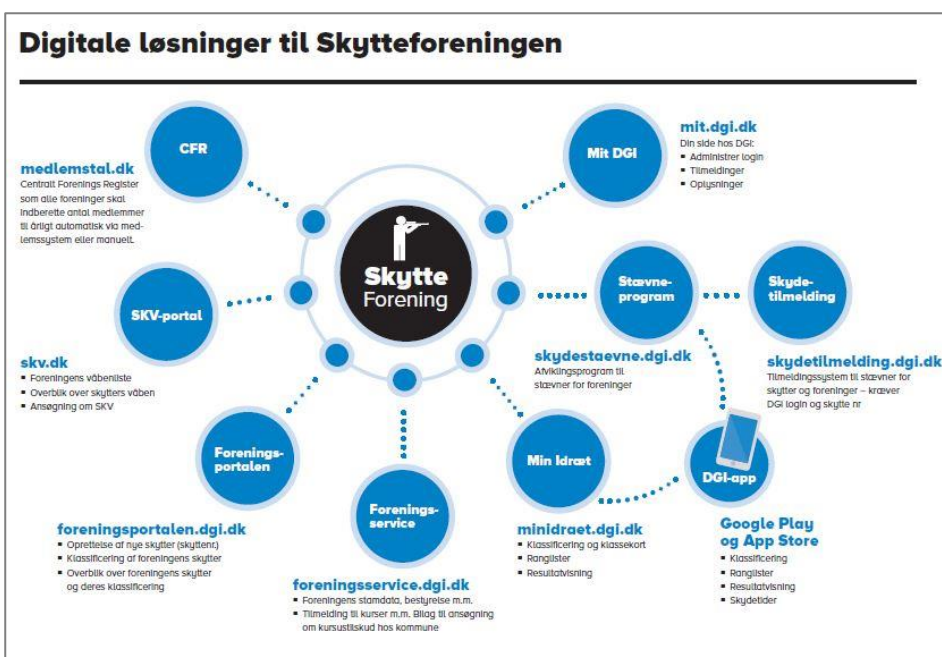 Digitale løsninger til Skytteforeningen
CFR
medlemstal.dk
Centralt Forenings Register
som alle foreninger skal
indberette antal medlemmer
til årligt automatisk via med-
lemssystem eller manuelt.
Mit DGI
mit.dgi.dk
Din side hos DGI:
▪ Administrer login
▪ Tilmeldinger
▪ Oplysninger
Skytte
Forening
SKV-portal
skv.dk
▪ Foreningens våbenliste
▪ Overblik over skytters våben
▪ Ansøgning om SKV
Stævne-
program
skydestaevne.dgi.dk
Afviklingsprogram til
stævner for foreninger
Skyde-
tilmelding
skydetilmelding.dgi.dk
Tilmeldingssystem til stævner for
skytter og foreninger – kræver
DGI login og skytte nr
Forenings-
portalen
foreningsportalen.dgi.dk
▪ Oprettelse af nye skytter (skyttenr.)
▪ Klassificering af foreningens skytter
▪ Overblik over foreningens skytter
og deres klassificering
Forenings-
service
foreningsservice.dgi.dk
▪ Foreningens stamdata, bestyrelse m.m.
▪ Tilmelding til kurser m.m. Bilag til ansøgning
om kursustilskud hos kommune
Min Idræt
minidraet.dgi.dk
▪ Klassificering og klassekort
▪ Ranglister
▪ Resultatvisning
DGI-app
Google Play
og App Store
▪ Klassificering
▪ Ranglister
▪ Resultatvisning
▪ Skydetider